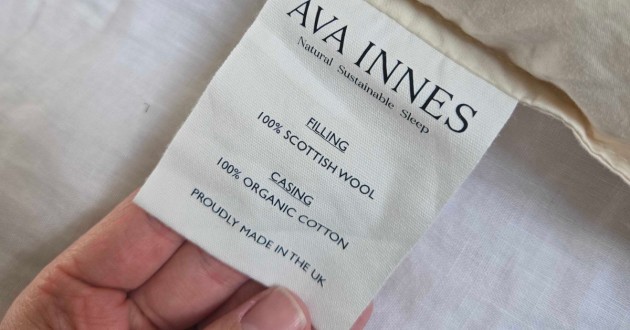 AVA INNES
Natural Sustainable Sleep
FILLING
100% SCOTTISH WOOL
CASING
100% ORGANIC COTTON
PROUDLY MADE IN THE UK